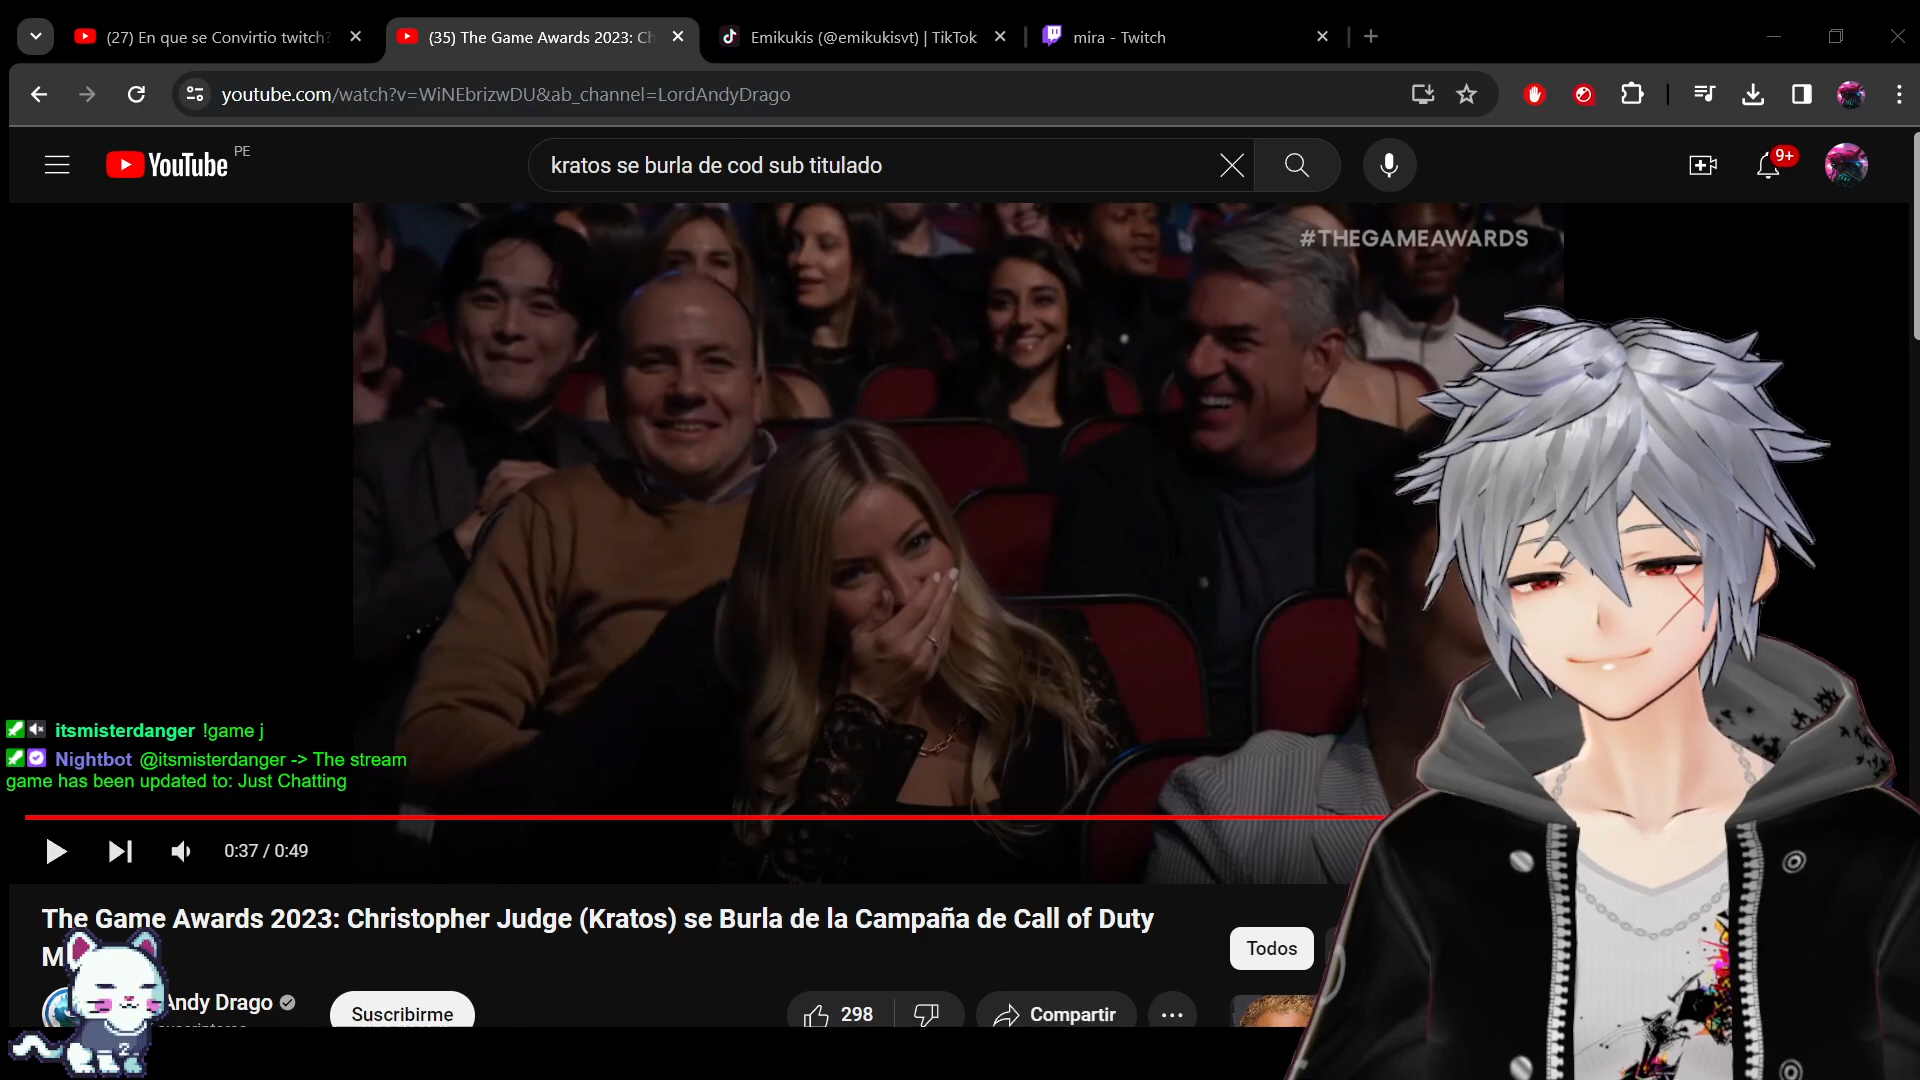 (27) En que se Convirtio twitch?
(35) The Game Awards 2023: Ch
Emikukis (@emikukisvt) | TikTok
mira - Twitch
youtube.com/watch?v=WiNEbrizwDU&ab_channel=LordAndyDrago
YouTube PE
kratos se burla de cod sub titulado
9+
#THEGAMEAWARDS
itsmisterdanger !game j
Nightbot @itsmisterdanger -> The stream
game has been updated to: Just Chatting
0:37 / 0:49
The Game Awards 2023: Christopher Judge (Kratos) se Burla de la Campaña de Call of Duty
M
Todos
Andy Drago
Suscribirme
298
Compartir